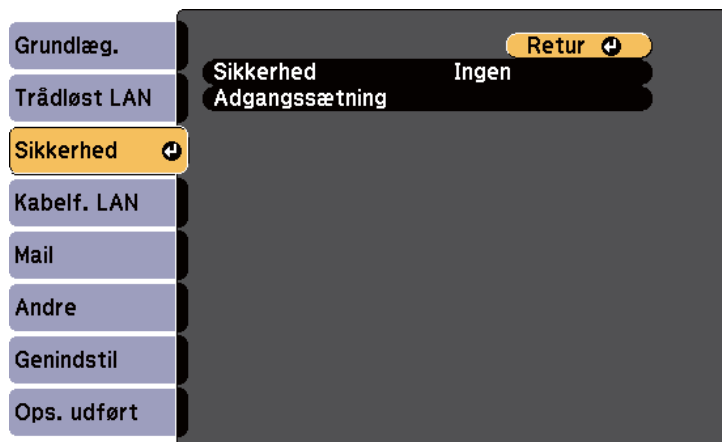 Grundlæg.
Trådløst LAN
Sikkerhed
Kabelf. LAN
Mail
Andre
Genindstil
Ops. udført
Retur
Sikkerhed Ingen
Adgangssætning